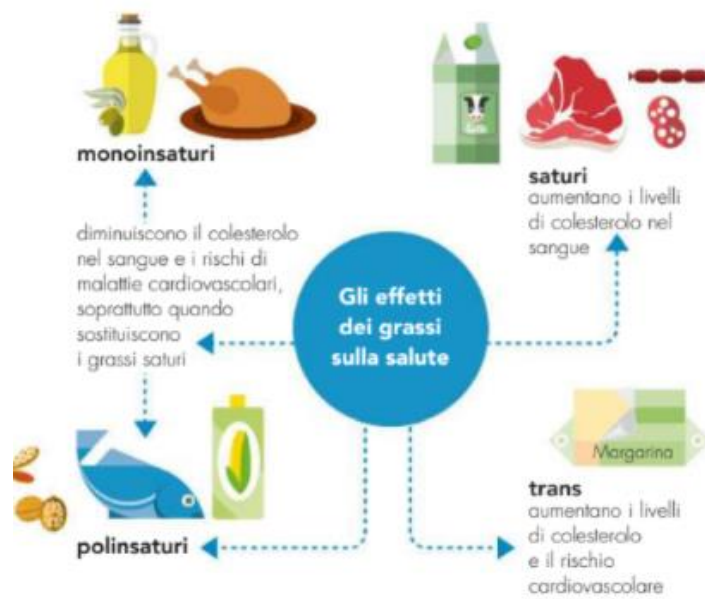 monoinsaturi
diminuiscono il colesterolo
nel sangue e i rischi di
malattie cardiovascolari,
soprattutto quando
sostituiscono
i grassi saturi
polinsaturi
Gli effetti
dei grassi
sulla salute
saturi
aumentano i livelli
di colesterolo nel
sangue
Margarina
trans
aumentano i livelli
di colesterolo
e il rischio
cardiovascolare